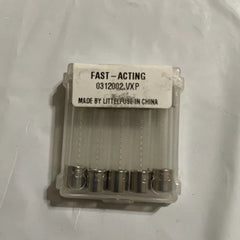 FAST-ACTING
0312002.VXP
MADE BY LITTELFUSE IN CHINA